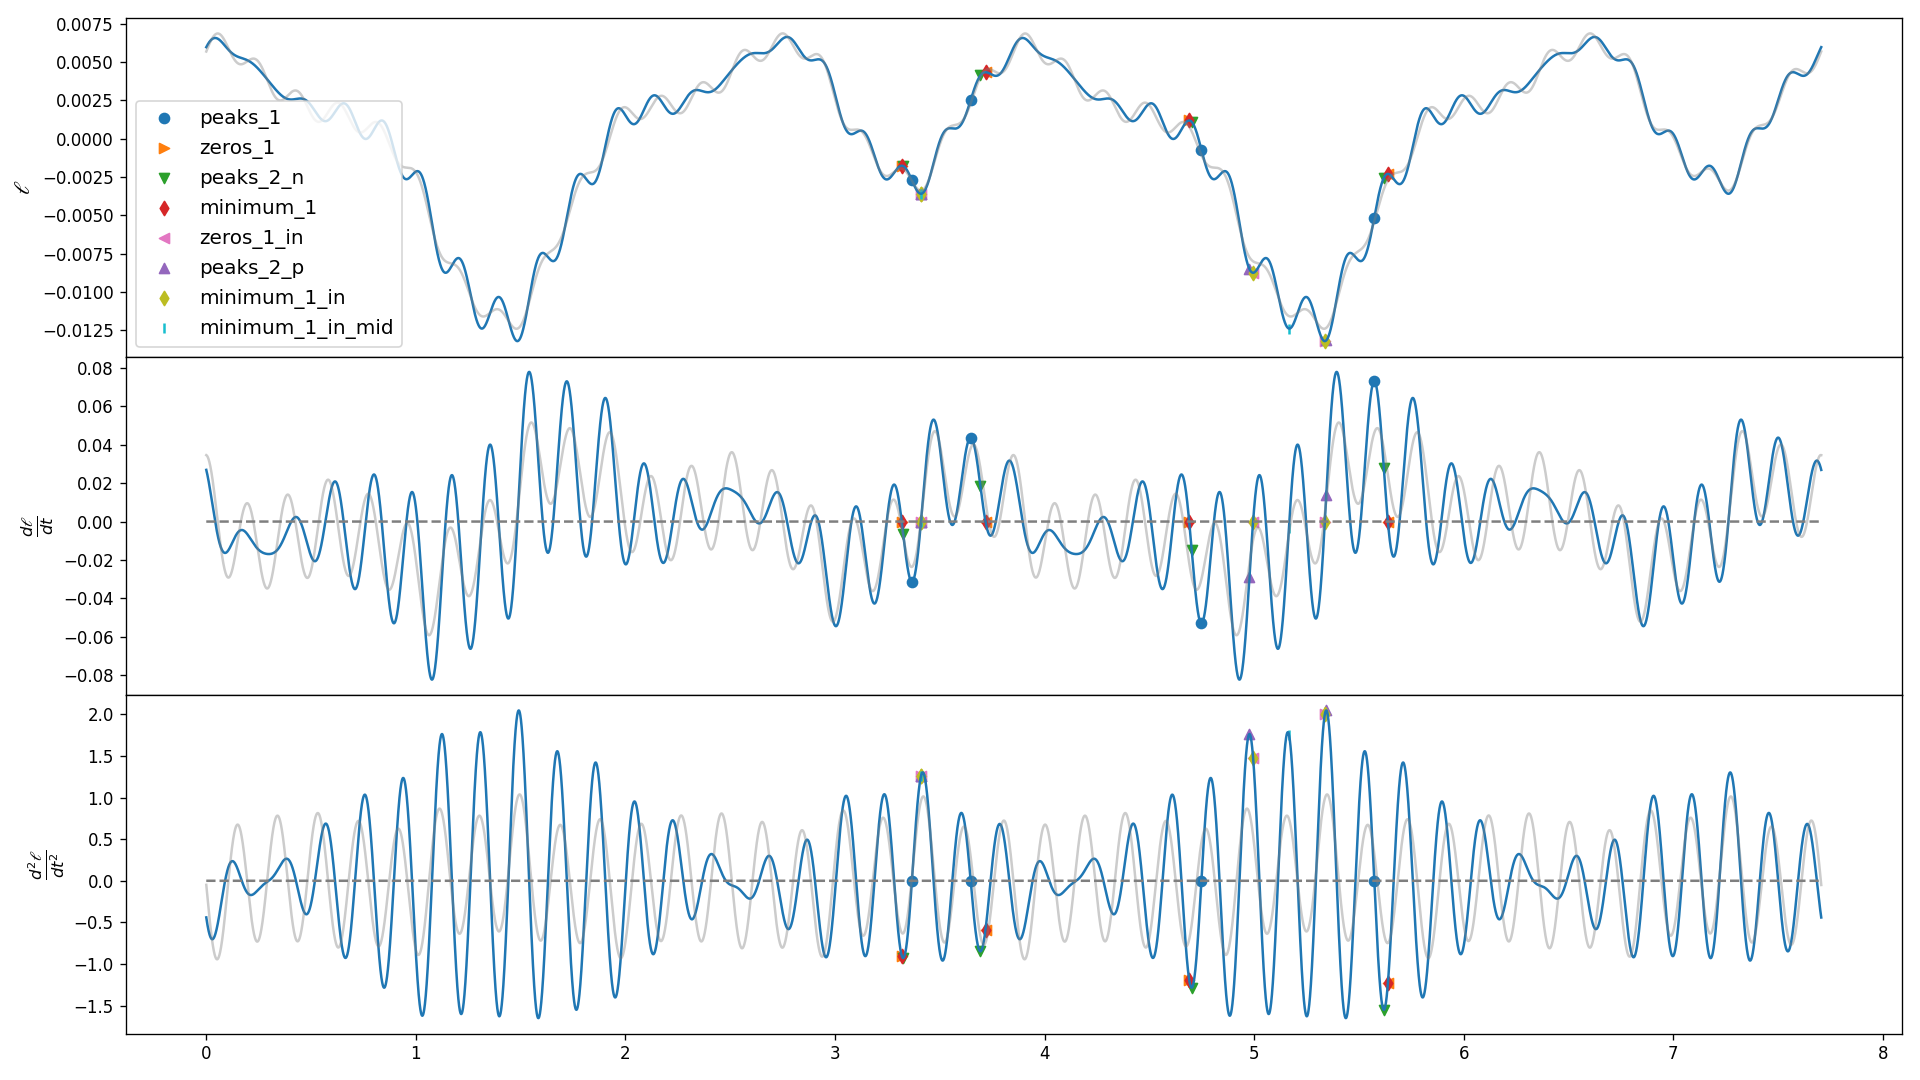 0.0075
0.0050
0.0025
0.0000
−0.0025
−0.0050
−0.0075
−0.0100
−0.0125
ℓ
peaks_1
zeros_1
peaks_2_n
minimum_1
zeros_1_in
peaks_2_p
minimum_1_in
minimum_1_in_mid
0.08
0.06
0.04
0.02
0.00
−0.02
−0.04
−0.06
−0.08
dℓ
dt
2.0
1.5
1.0
0.5
0.0
−0.5
−1.0
−1.5
d²ℓ
dt²
0 1 2 3 4 5 6 7 8